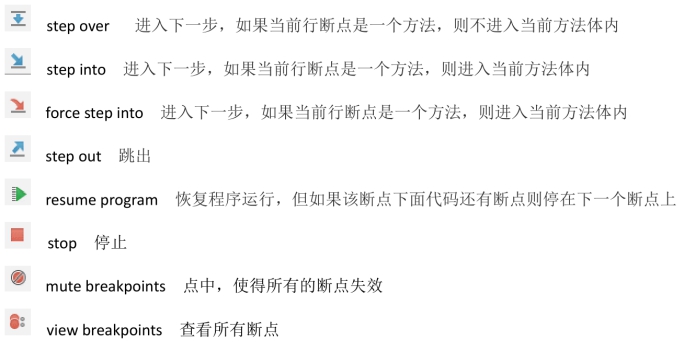 step over 进入下一步，如果当前行断点是一个方法，则不进入当前方法体内
step into 进入下一步，如果当前行断点是一个方法，则进入当前方法体内
force step into 进入下一步，如果当前行断点是一个方法，则进入当前方法体内
step out 跳出
resume program 恢复程序运行，但如果该断点下面代码还有断点则停在下一个断点上
stop 停止
mute breakpoints 点中，使得所有的断点失效
view breakpoints 查看所有断点